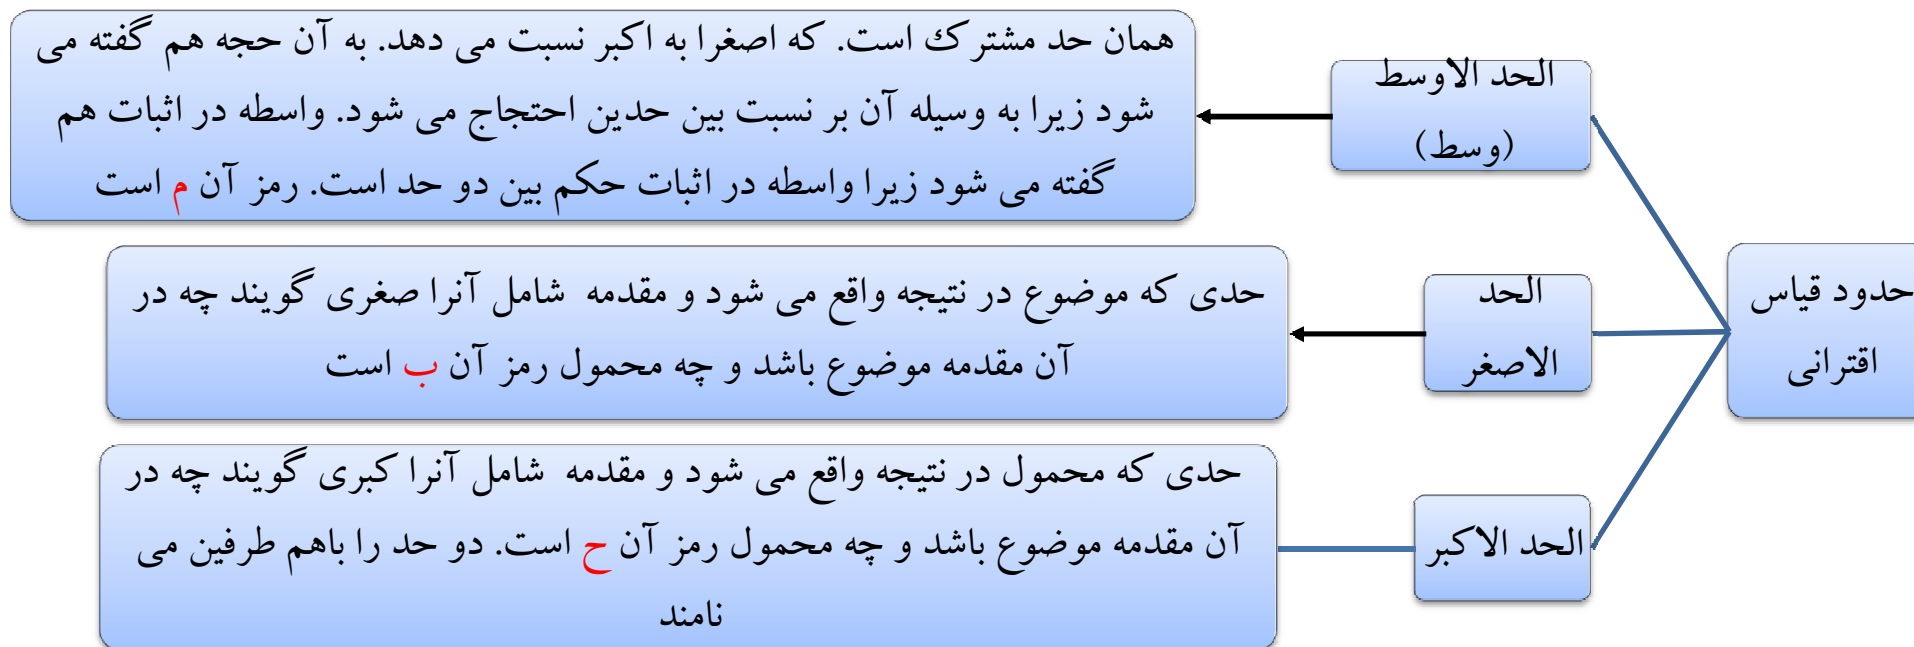 حدود قیاس
اقترانی
الحد الاوسط
(وسط)
همان حد مشترک است. که اصغرا به اکبر نسبت می دهد. به آن حجه هم گفته می
شود زیرا به وسیله آن بر نسبت بین حدین احتجاج می شود. واسطه در اثبات هم
گفته می شود زیرا واسطه در اثبات حکم بین دو حد است. رمز آن م است
الحد
الاصغر
حدی که موضوع در نتیجه واقع می شود و مقدمه شامل آنرا صغری گویند چه در
آن مقدمه موضوع باشد و چه محمول رمز آن ب است
الحد الاکبر
حدی که محمول در نتیجه واقع می شود و مقدمه شامل آنرا کبری گویند چه در
آن مقدمه موضوع باشد و چه محمول رمز آن ح است. دو حد را باهم طرفین می
نامند